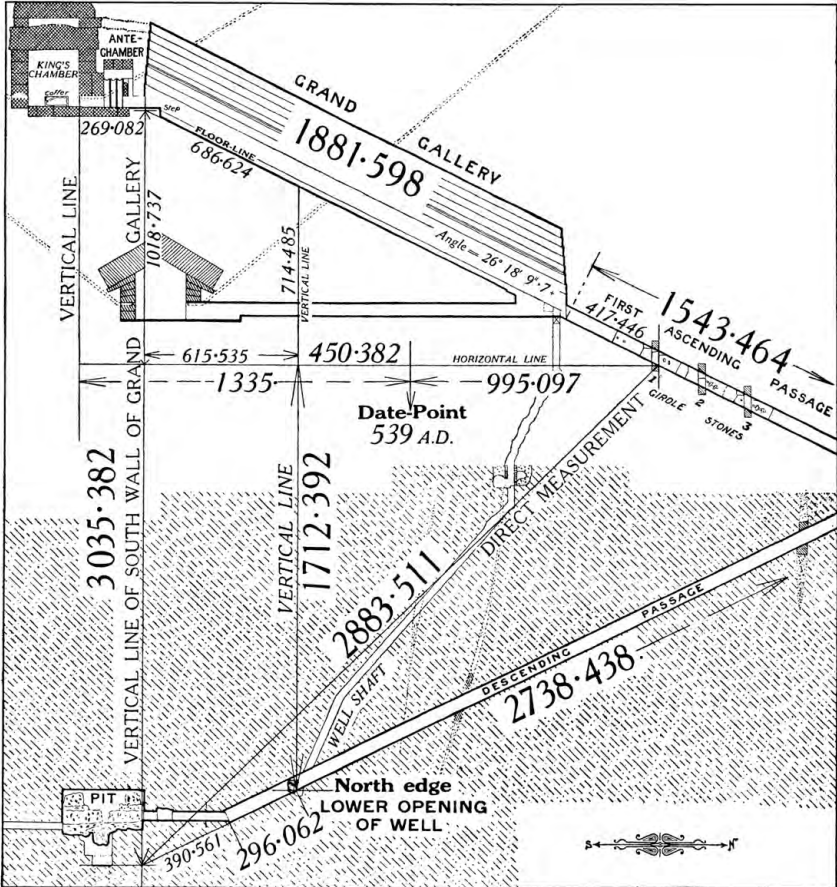 ANTE-
CHAMBER
KING'S
CHAMBER
coffer
Step
269·082
GRAND
GALLERY
1881·598
FLOOR-LINE
686·624
Angle = 26° 18′ 9″·7
VERTICAL LINE
GALLERY
1018·737
714·485
VERTICAL LINE
FIRST
417·446
ASCENDING
PASSAGE
1543·464
615·535
450·382
HORIZONTAL LINE
1335·
995·097
1
2
3
GIRDLE
STONES
Date-Point
539 A.D.
3035·382
VERTICAL LINE OF SOUTH WALL OF GRAND
VERTICAL LINE
1712·392
DIRECT MEASUREMENT
2883·511
WELL SHAFT
DESCENDING
PASSAGE
2738·438
PIT
North edge
LOWER OPENING
OF WELL
390·561
296·062
S
N